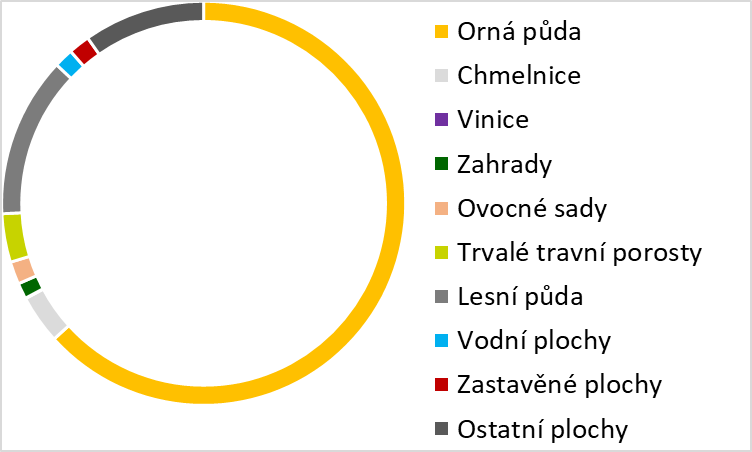 Orná půda
Chmelnice
Vinice
Zahrady
Ovocné sady
Trvalé travní porosty
Lesní půda
Vodní plochy
Zastavěné plochy
Ostatní plochy